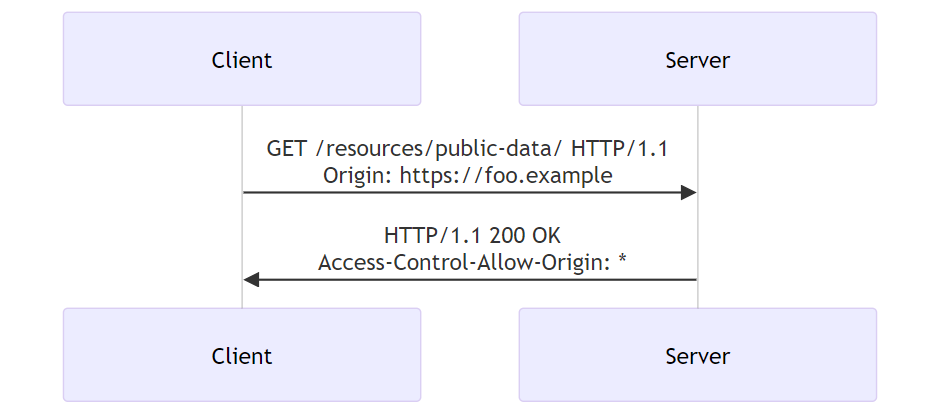 Client
Server
GET /resources/public-data/ HTTP/1.1
Origin: https://foo.example
HTTP/1.1 200 OK
Access-Control-Allow-Origin: *
Client
Server